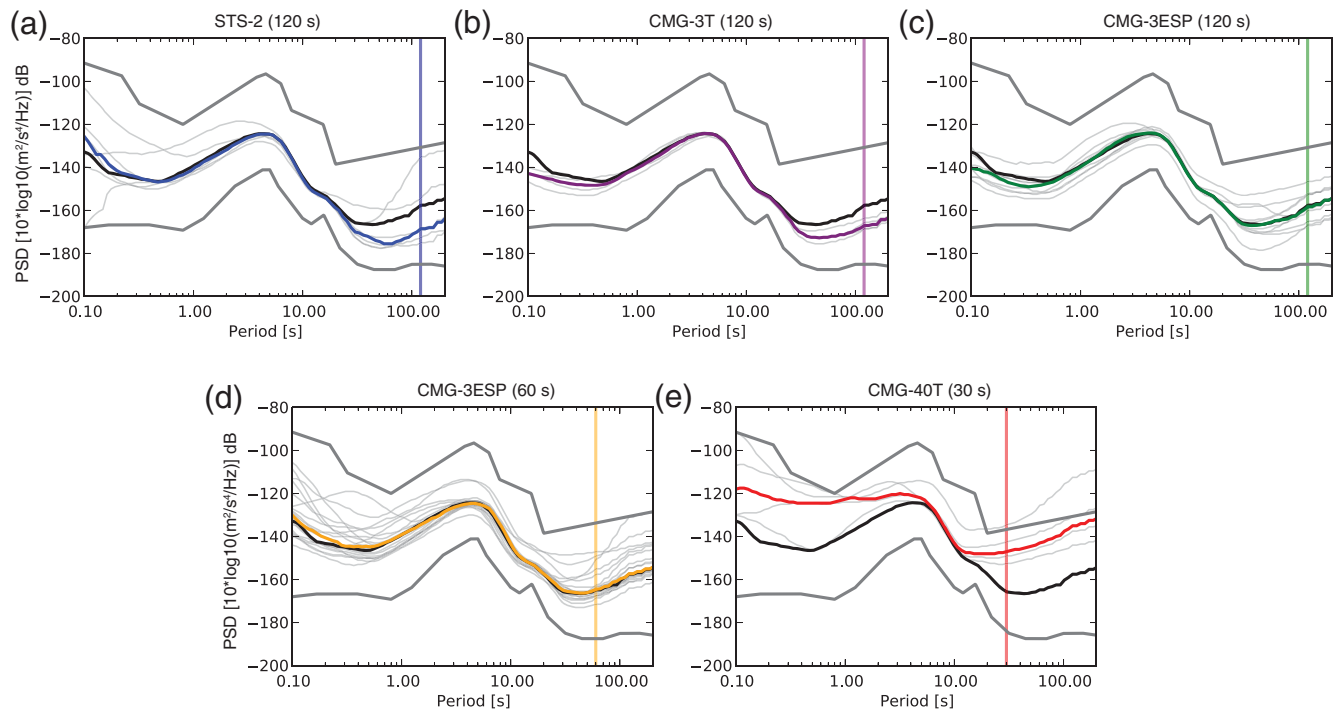 (a) STS-2 (120 s)
(b) CMG-3T (120 s)
(c) CMG-3ESP (120 s)
PSD [10*log10(m²/s⁴/Hz)] dB
−80
−100
−120
−140
−160
−180
−200
0.10 1.00 10.00 100.00
Period [s]
−80
−100
−120
−140
−160
−180
−200
0.10 1.00 10.00 100.00
Period [s]
−80
−100
−120
−140
−160
−180
−200
0.10 1.00 10.00 100.00
Period [s]
(d) CMG-3ESP (60 s)
(e) CMG-40T (30 s)
PSD [10*log10(m²/s⁴/Hz)] dB
−80
−100
−120
−140
−160
−180
−200
0.10 1.00 10.00 100.00
Period [s]
−80
−100
−120
−140
−160
−180
−200
0.10 1.00 10.00 100.00
Period [s]